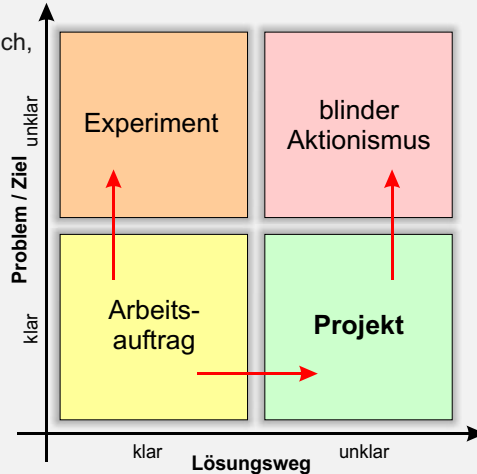 ch,
Experiment
blinder
Aktionismus
unklar
Problem / Ziel
klar
Arbeits-
auftrag
Projekt
klar
unklar
Lösungsweg